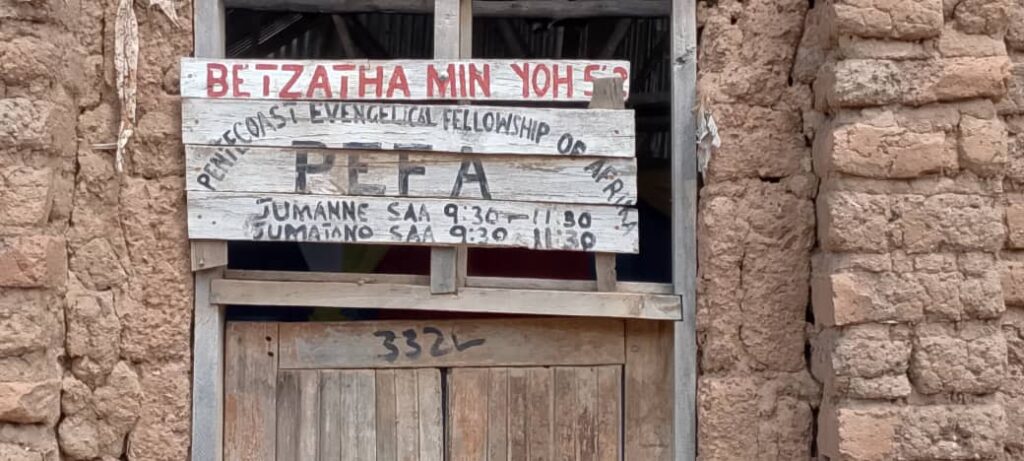 BETZATHA MIN YOH 5:2
PENTECOAST EVENGELICAL FELLOWSHIP OF AFRICA
PEFA
JUMANNE SAA 9:30-11:30
JUMATANO SAA 9:30-11:30
332